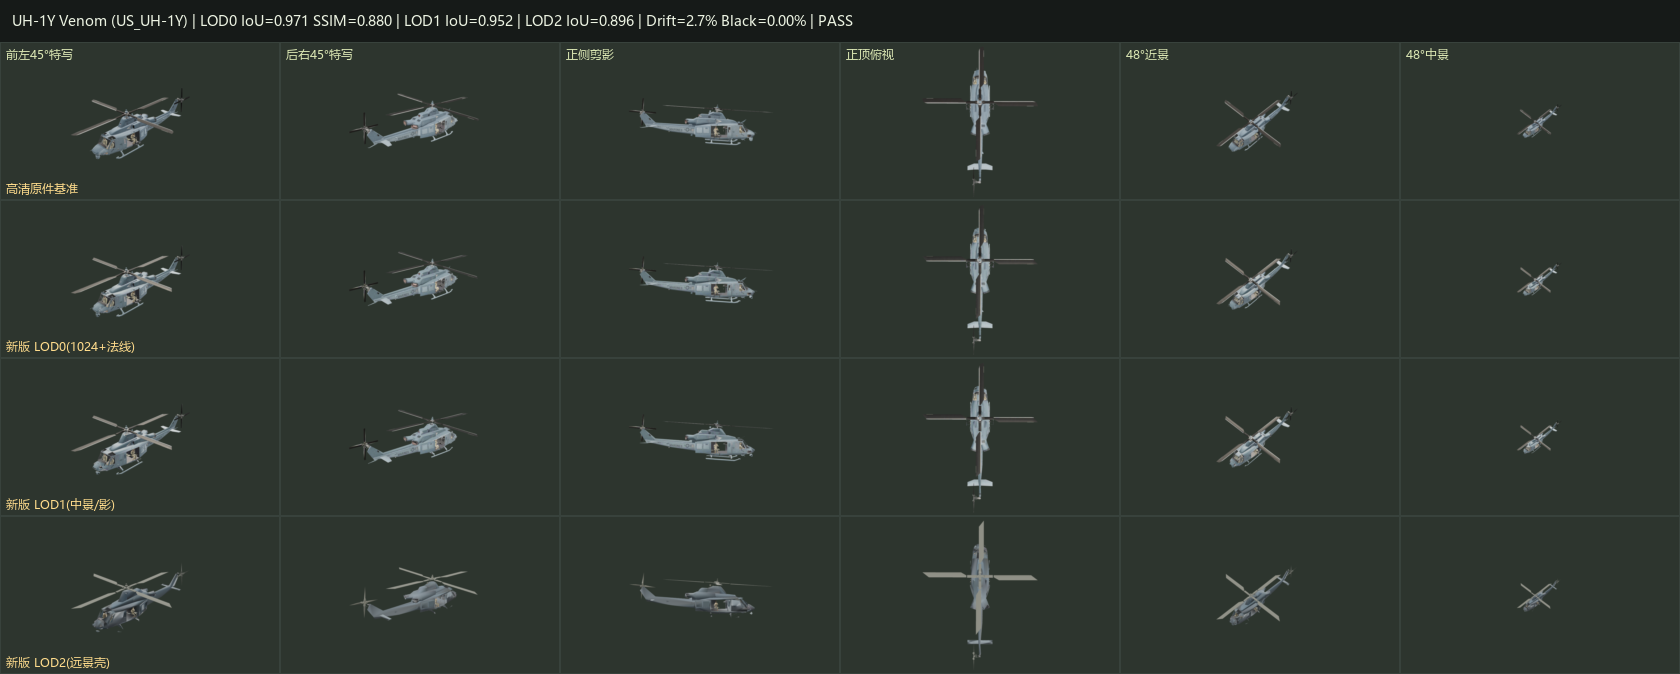 UH-1Y Venom (US_UH-1Y) | LOD0 IoU=0.971 SSIM=0.880 | LOD1 IoU=0.952 | LOD2 IoU=0.896 | Drift=2.7% Black=0.00% | PASS
前左45°特写 后右45°特写 正侧剪影 正顶俯视 48°近景 48°中景
高清原件基准
新版 LOD0(1024+法线)
新版 LOD1(中景/影)
新版 LOD2(远景壳)